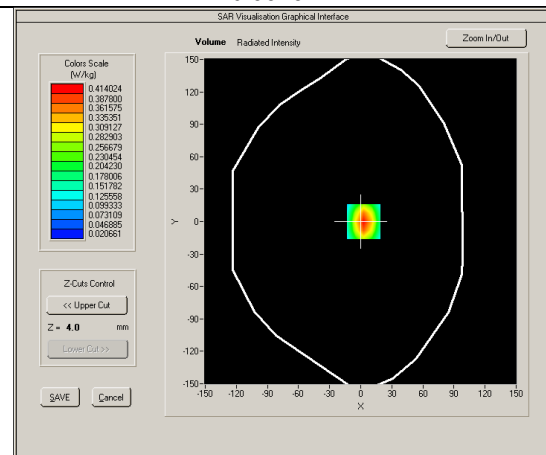 SAR Visualisation Graphical Interface
Volume Radiated Intensity
Zoom In/Out
Colors Scale
(W/kg)
0.414024
0.387800
0.361575
0.335351
0.309127
0.282903
0.256679
0.230454
0.204230
0.178006
0.151782
0.125558
0.099333
0.073109
0.046885
0.020661
Z-Cuts Control
<< Upper Cut
Z = 4.0 mm
Lower Cut >>
SAVE Cancel
150
120
90
60
30
0
-30
-60
-90
-120
-150
Y
-150 -120 -90 -60 -30 0 30 60 90 120 150
X